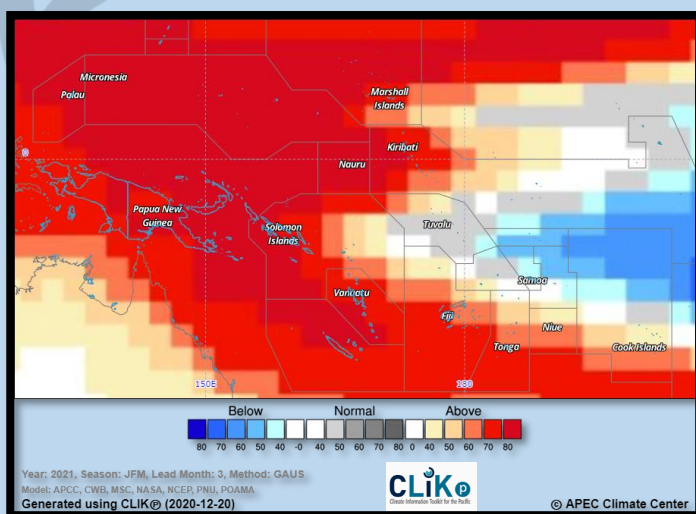 Micronesia
Palau
Marshall
Islands
Kiribati
0
Nauru
Papua New
Guinea
Solomon
Islands
Tuvalu
Vanuatu
Samoa
Fiji
Niue
Tonga
Cook Islands
150E
180
Below Normal Above
80 70 60 50 40 -0 40 50 60 70 80 0 40 50 60 70 80
Year: 2021, Season: JFM, Lead Month: 3, Method: GAUS
Model: APCC, CWB, MSC, NASA, NCEP, PNU, POAMA
Generated using CLIK℗ (2020-12-20)
CLiK℗
Climate Information Toolkit for the Pacific
© APEC Climate Center